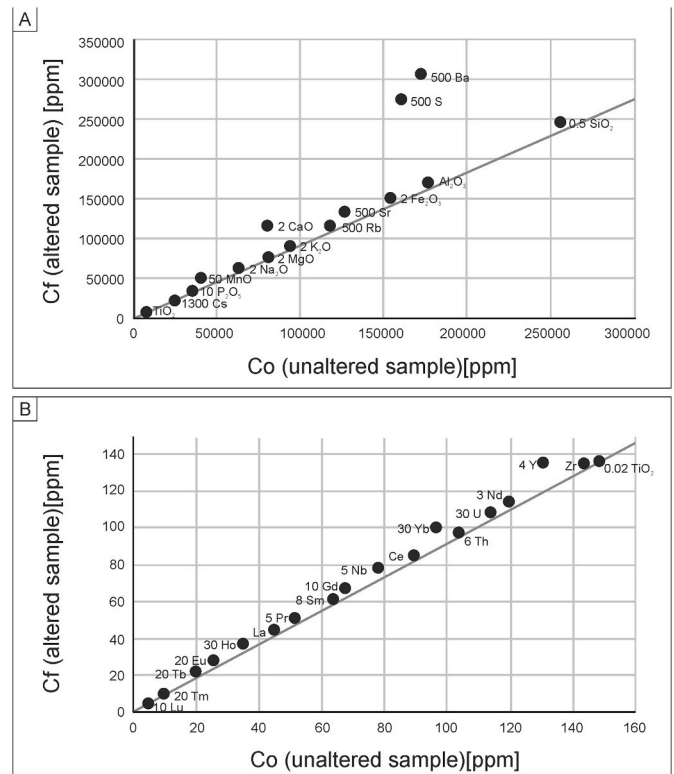 A
Cf (altered sample) [ppm]
350000
300000
250000
200000
150000
100000
50000
0
500 Ba
500 S
0.5 SiO₂
Al₂O₃
2 Fe₂O₃
500 Sr
2 CaO
500 Rb
2 K₂O
2 MgO
2 Na₂O
50 MnO
10 P₂O₅
1300 Cs
TiO₂
0 50000 100000 150000 200000 250000 300000
Co (unaltered sample)[ppm]
B
Cf (altered sample)[ppm]
140
120
100
80
60
40
20
0
4 Y
Zr
0.02 TiO₂
3 Nd
30 U
30 Yb
6 Th
Ce
5 Nb
10 Gd
8 Sm
5 Pr
La
30 Ho
20 Eu
20 Tb
20 Tm
10 Lu
0 20 40 60 80 100 120 140 160
Co (unaltered sample)[ppm]